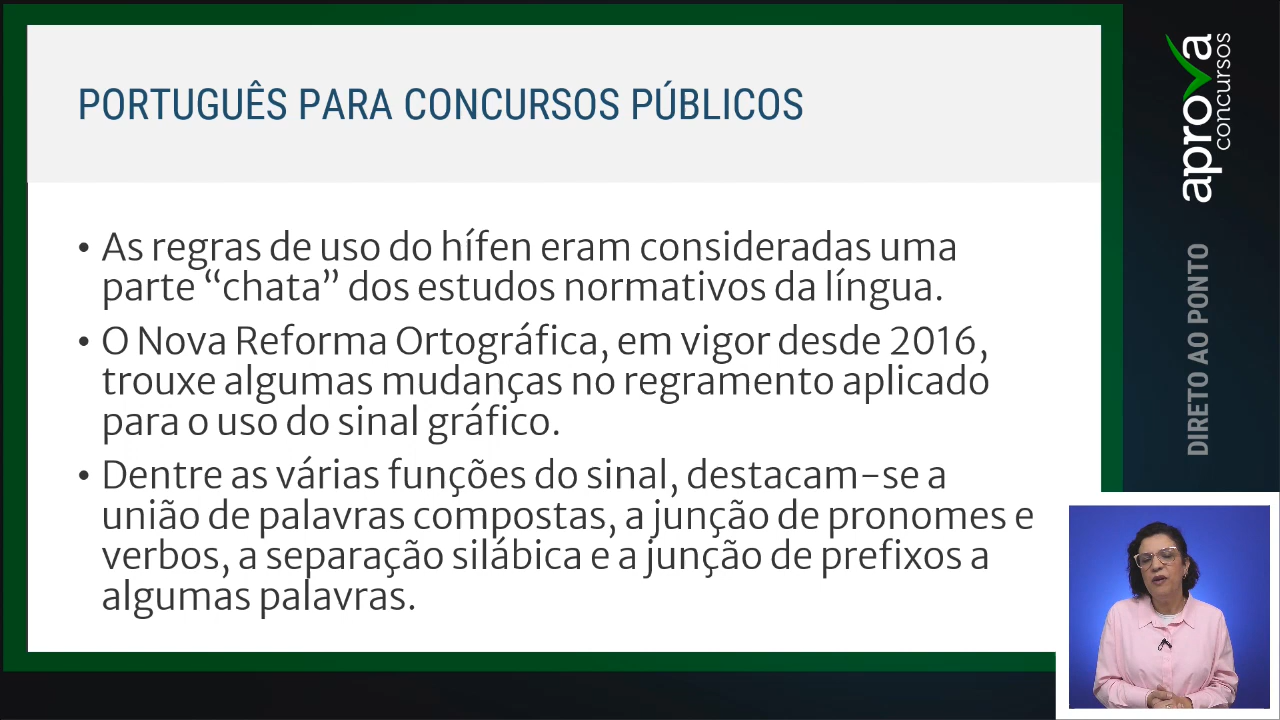 PORTUGUÊS PARA CONCURSOS PÚBLICOS
• As regras de uso do hífen eram consideradas uma
parte “chata” dos estudos normativos da língua.
• O Nova Reforma Ortográfica, em vigor desde 2016,
trouxe algumas mudanças no regramento aplicado
para o uso do sinal gráfico.
• Dentre as várias funções do sinal, destacam-se a
união de palavras compostas, a junção de pronomes e
verbos, a separação silábica e a junção de prefixos a
algumas palavras.
aprova
concursos
DIRETO AO PONTO